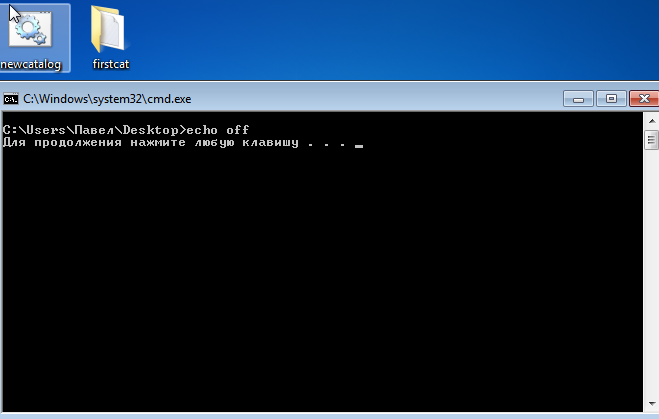 newcatalog
firstcat
C:\Windows\system32\cmd.exe
C:\Users\Павел\Desktop>echo off
Для продолжения нажмите любую клавишу . . .